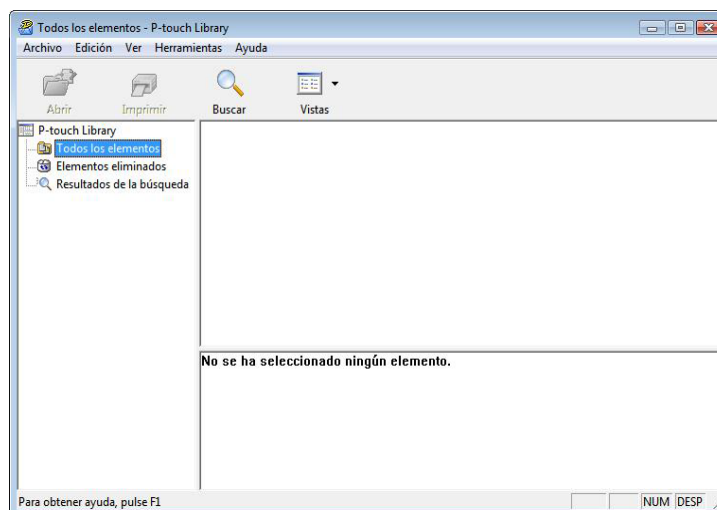 Todos los elementos - P-touch Library
Archivo Edición Ver Herramientas Ayuda
Abrir Imprimir Buscar Vistas
P-touch Library
Todos los elementos
Elementos eliminados
Resultados de la búsqueda
No se ha seleccionado ningún elemento.
Para obtener ayuda, pulse F1 NUM DESP